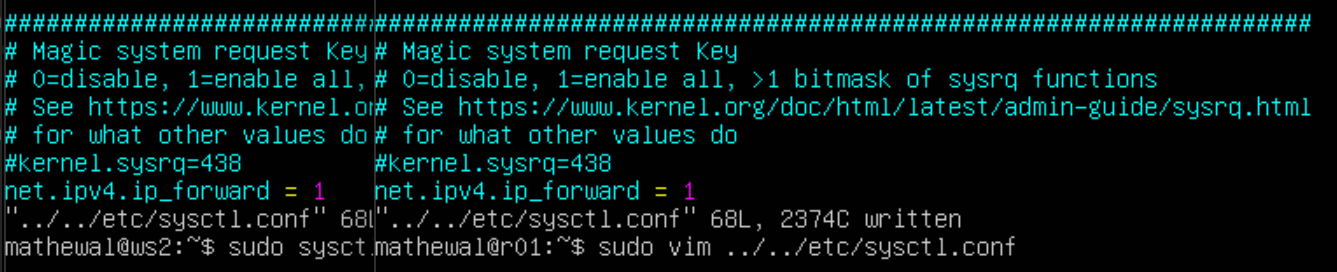 ###########################
# Magic system request Key
# 0=disable, 1=enable all,
# See https://www.kernel.o
# for what other values do
#kernel.sysrq=438
net.ipv4.ip_forward = 1
"../../etc/sysctl.conf" 68L
mathewal@ws2:~$ sudo sysct
###################################################################
# Magic system request Key
# 0=disable, 1=enable all, >1 bitmask of sysrq functions
# See https://www.kernel.org/doc/html/latest/admin-guide/sysrq.html
# for what other values do
#kernel.sysrq=438
net.ipv4.ip_forward = 1
"../../etc/sysctl.conf" 68L, 2374C written
mathewal@r01:~$ sudo vim ../../etc/sysctl.conf